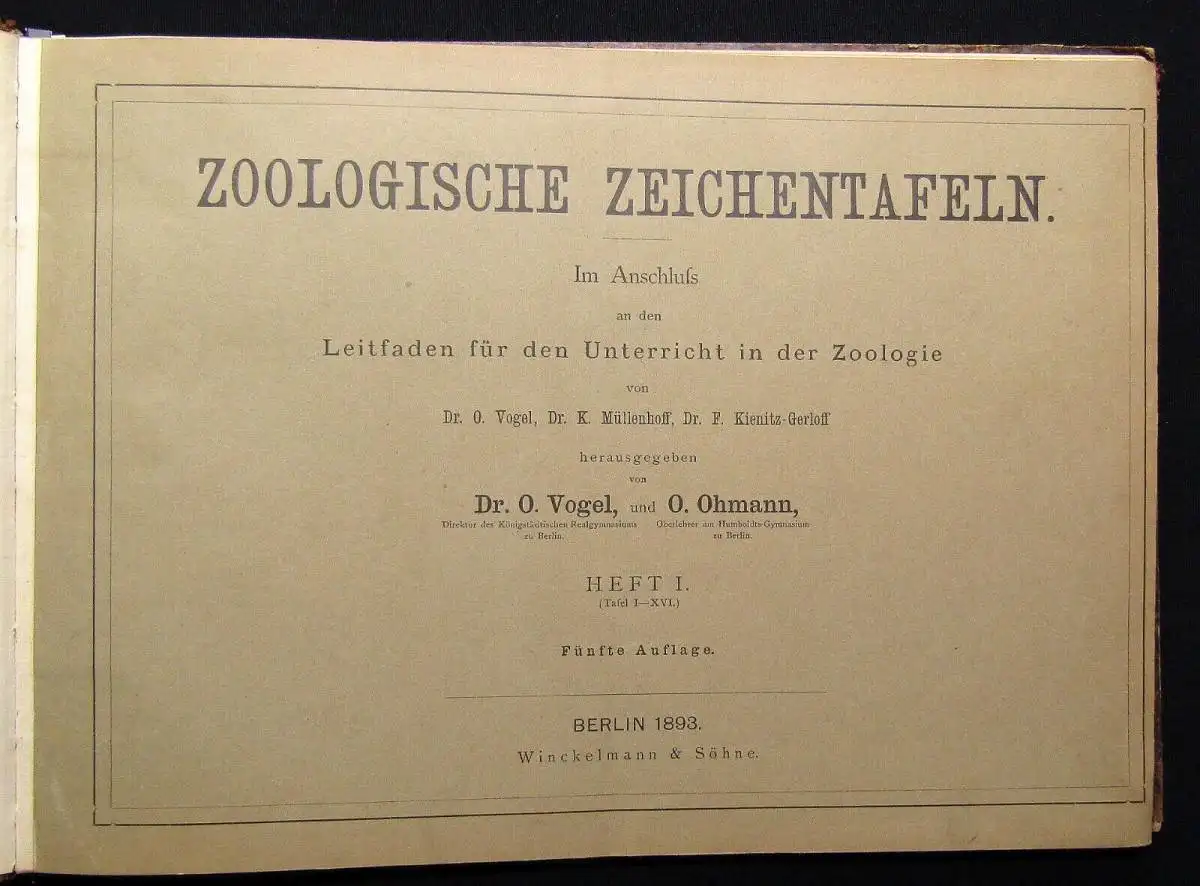 ZOOLOGISCHE ZEICHENTAFELN.
Im Anschluſs
an den
Leitfaden für den Unterricht in der Zoologie
von
Dr. O. Vogel, Dr. K. Müllenhoff, Dr. F. Kienitz-Gerloff
herausgegeben
von
Dr. O. Vogel, und O. Ohmann,
Direktor des Königstädtischen Realgymnasiums Oberlehrer am Humboldts-Gymnasium
zu Berlin. zu Berlin.
HEFT I.
(Tafel I—XVI.)
Fünfte Auflage.
BERLIN 1893.
Winckelmann & Söhne.